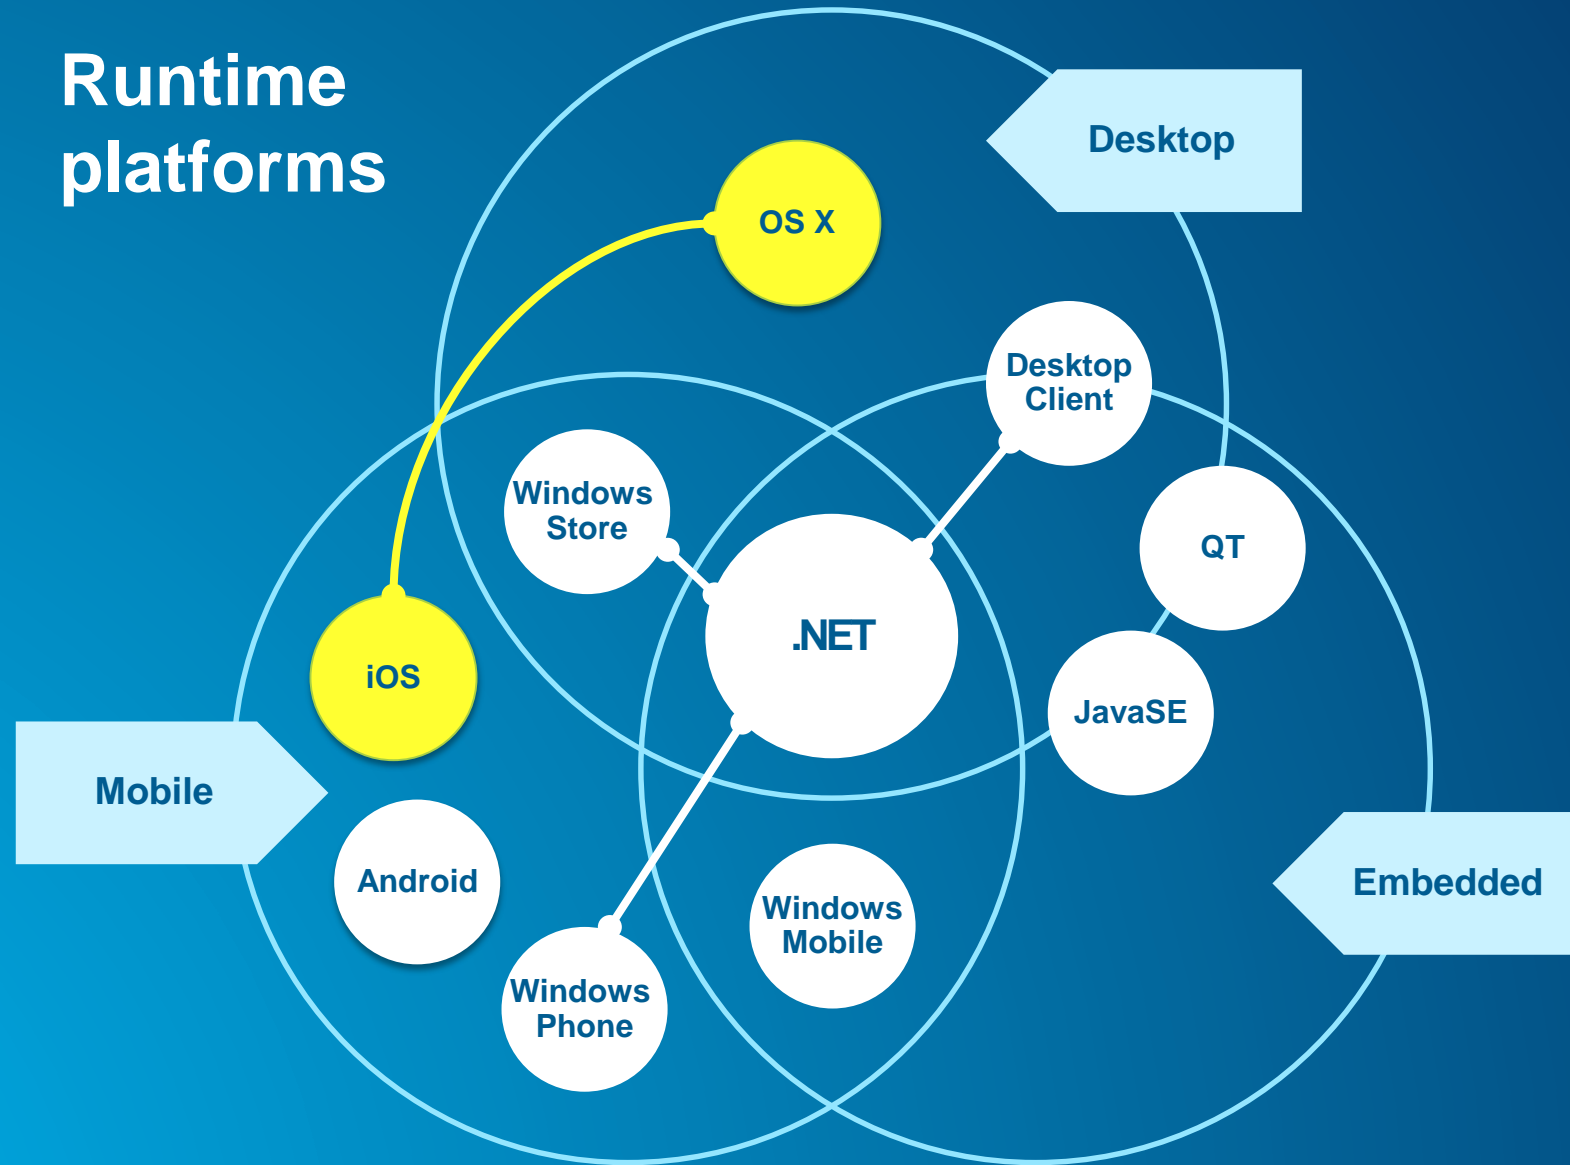 Runtime
platforms
Desktop
OS X
Desktop
Client
Windows
Store
QT
.NET
iOS
JavaSE
Mobile
Android
Embedded
Windows
Mobile
Windows
Phone